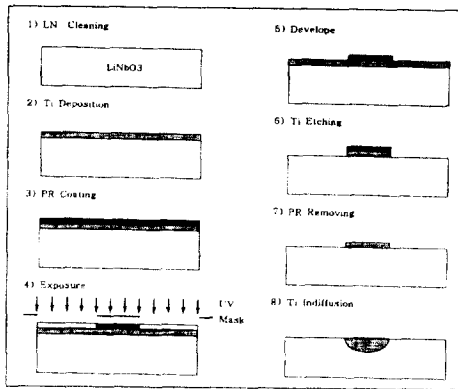 1) LN Cleaning
LiNbO3
2) Ti Deposition
3) PR Coating
4) Exposure
UV
Mask
5) Develope
6) Ti Etching
7) PR Removing
8) Ti Indiffusion